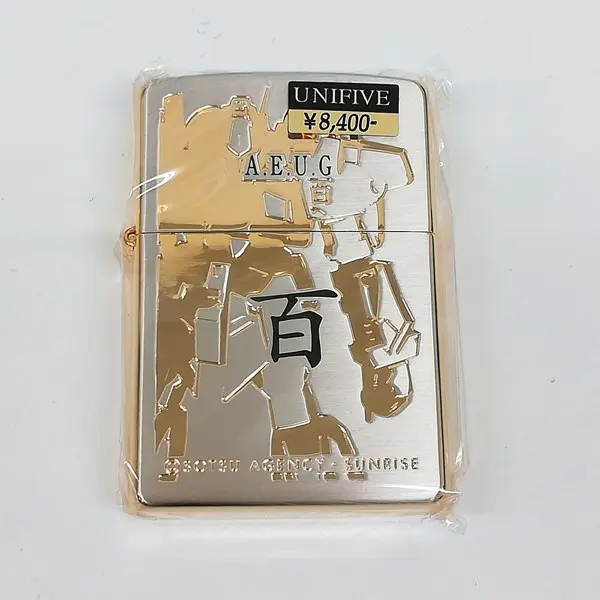 UNIFIVE
¥8,400-
A.E.U.G
百
百
©SOTSU AGENCY・SUNRISE